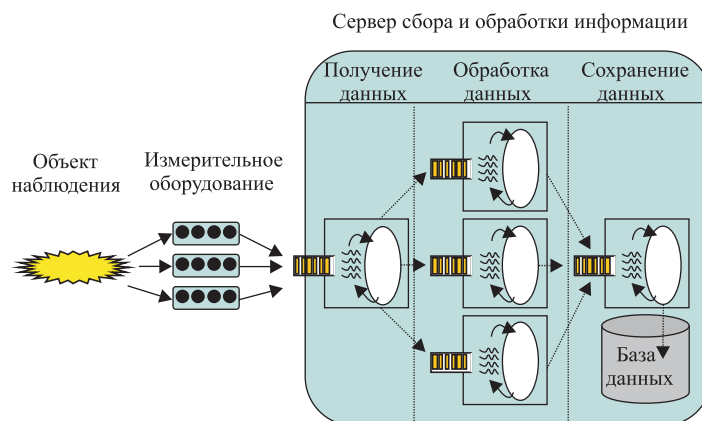 Сервер сбора и обработки информации
Получение
данных
Обработка
данных
Сохранение
данных
Объект
наблюдения
Измерительное
оборудование
База
данных